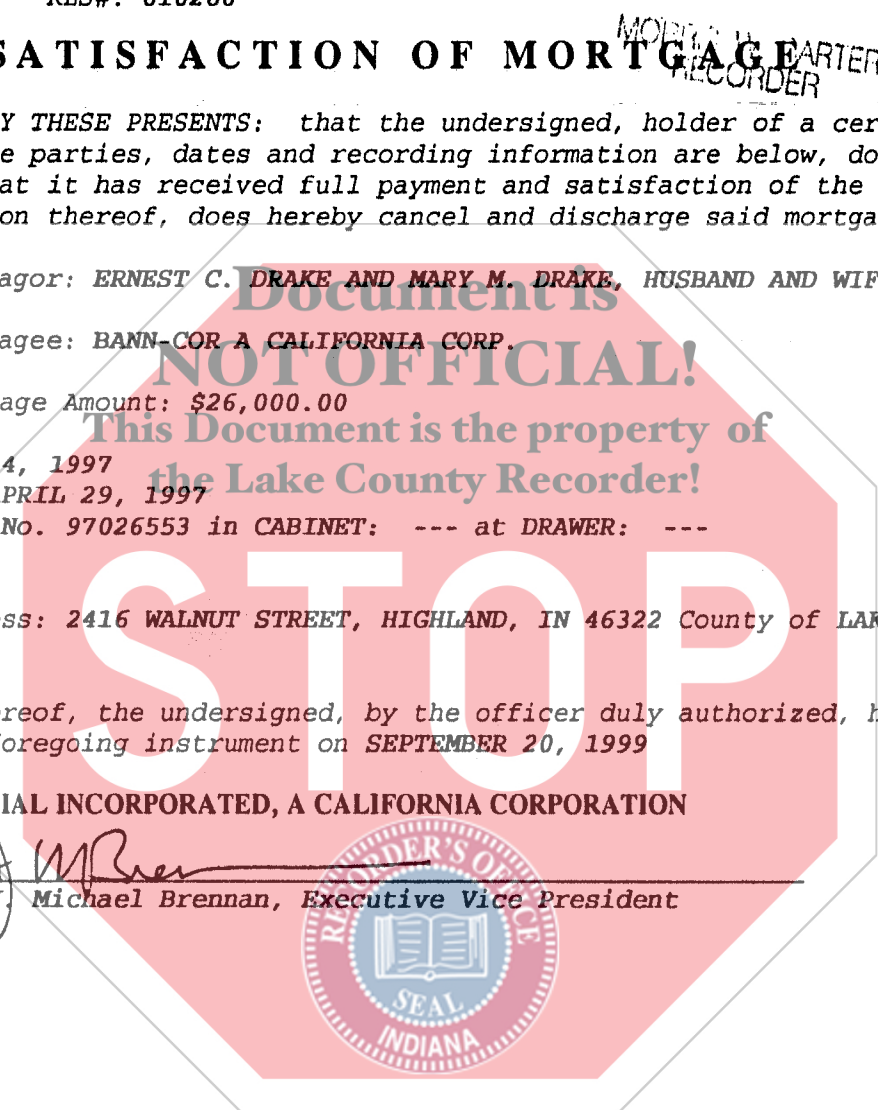 SATISFACTION OF MORTGAGE
RECORDER
Y THESE PRESENTS: that the undersigned, holder of a cer
e parties, dates and recording information are below, do
at it has received full payment and satisfaction of the
on thereof, does hereby cancel and discharge said mortga
agor: ERNEST C. DRAKE AND MARY M. DRAKE, HUSBAND AND WIF
Document is
agee: BANN-COR A CALIFORNIA CORP.
NOT OFFICIAL!
age Amount: $26,000.00
This Document is the property of
4, 1997
the Lake County Recorder!
PRIL 29, 1997
No. 97026553 in CABINET: --- at DRAWER: ---
STOP
ss: 2416 WALNUT STREET, HIGHLAND, IN 46322 County of LAK
reof, the undersigned, by the officer duly authorized, h
foregoing instrument on SEPTEMBER 20, 1999
IAL INCORPORATED, A CALIFORNIA CORPORATION
Michael Brennan, Executive Vice President
RECORDER'S OFFICE
SEAL
INDIANA